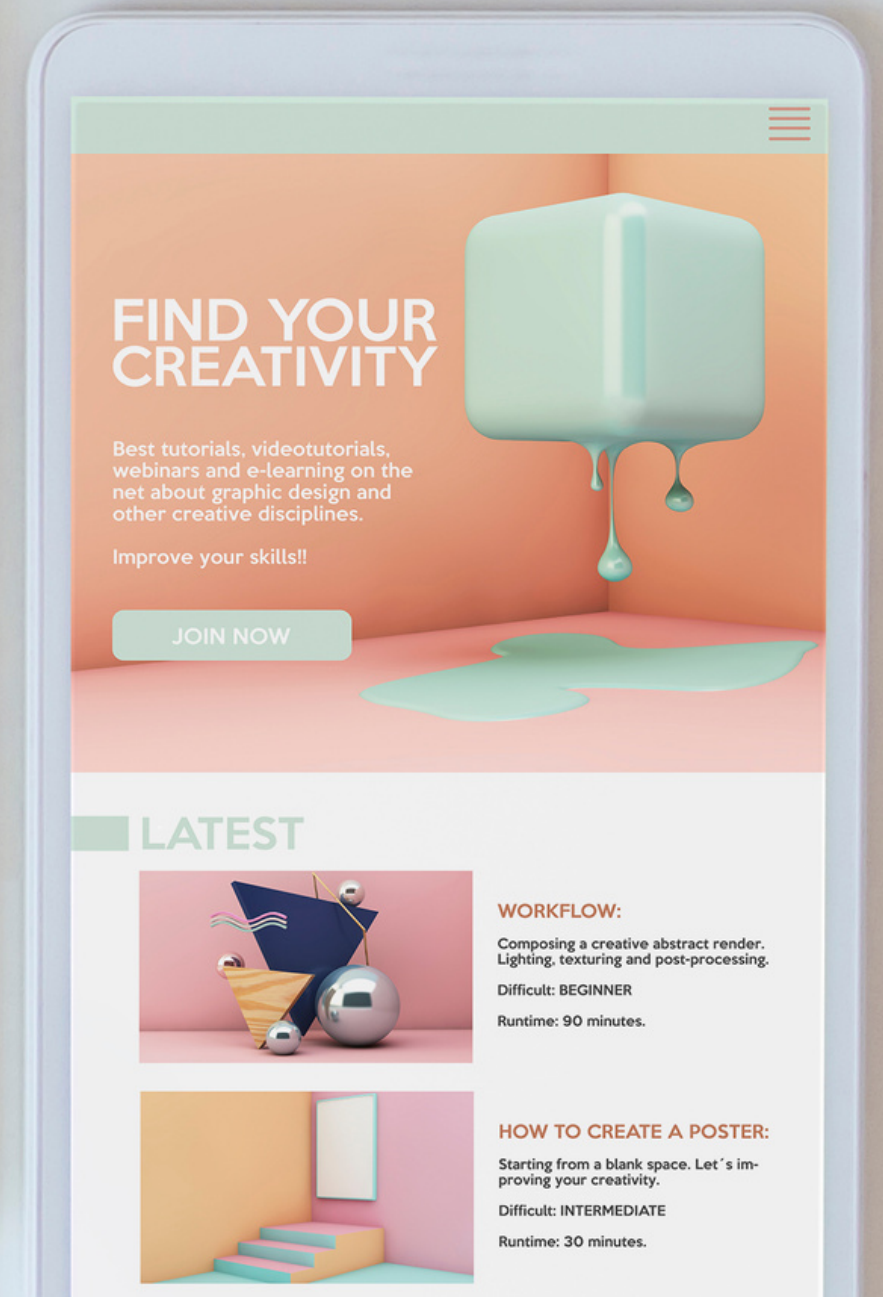 FIND YOUR
CREATIVITY
Best tutorials, videotutorials,
webinars and e-learning on the
net about graphic design and
other creative disciplines.
Improve your skills!!
JOIN NOW
LATEST
WORKFLOW:
Composing a creative abstract render.
Lighting, texturing and post-processing.
Difficult: BEGINNER
Runtime: 90 minutes.
HOW TO CREATE A POSTER:
Starting from a blank space. Let´s im-
proving your creativity.
Difficult: INTERMEDIATE
Runtime: 30 minutes.